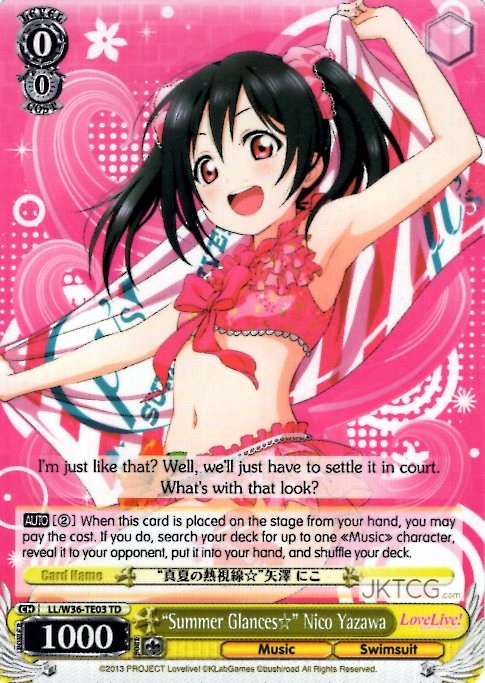 LEVEL
0
0
COST
μ's
I'm just like that? Well, we'll just have to settle it in court.
What's with that look?
AUTO [②] When this card is placed on the stage from your hand, you may
pay the cost. If you do, search your deck for up to one «Music» character,
reveal it to your opponent, put it into your hand, and shuffle your deck.
Card Name
"真夏の熱視線☆"矢澤 にこ
JKTCG.com
CH LL/W36-TE03 TD
POWER
1000
"Summer Glances☆" Nico Yazawa
LoveLive!
Music
Swimsuit
©2013 PROJECT Lovelive! ©KLabGames ©bushiroad All Rights Reserved.